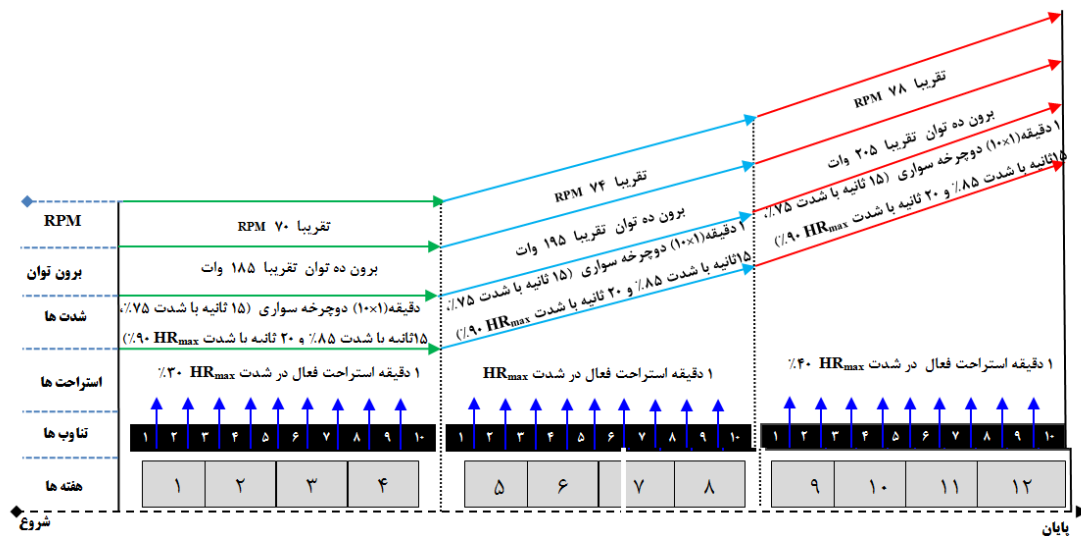 RPM
تقریبا ۷۰ RPM
تقریبا ۷۴ RPM
تقریبا ۷۸ RPM
برون توان
برون ده توان تقریبا ۱۸۵ وات
برون ده توان تقریبا ۱۹۵ وات
برون ده توان تقریبا ۲۰۵ وات
شدت ها
دقیقه(۱×۱۰) دوچرخه سواری (۱۵ ثانیه با شدت ۷۵٪،
۱۵ثانیه با شدت ۸۵٪ و ۲۰ ثانیه با شدت ۹۰٪ HRmax)
۱ دقیقه(۱×۱۰) دوچرخه سواری (۱۵ ثانیه با شدت ۷۵٪،
۱۵ثانیه با شدت ۸۵٪ و ۲۰ ثانیه با شدت ۹۰٪ HRmax)
۱ دقیقه(۱×۱۰) دوچرخه سواری (۱۵ ثانیه با شدت ۷۵٪،
۱۵ثانیه با شدت ۸۵٪ و ۲۰ ثانیه با شدت ۹۰٪ HRmax)
استراحت ها
۱ دقیقه استراحت فعال در شدت HRmax ۳۰٪
۱ دقیقه استراحت فعال در شدت HRmax
۱ دقیقه استراحت فعال در شدت HRmax ۴۰٪
تناوب ها
۱ ۲ ۳ ۴ ۵ ۶ ۷ ۸ ۹ ۱۰
۱ ۲ ۳ ۴ ۵ ۶ ۷ ۸ ۹ ۱۰
۱ ۲ ۳ ۴ ۵ ۶ ۷ ۸ ۹ ۱۰
هفته ها
۱ ۲ ۳ ۴
۵ ۶ ۷ ۸
۹ ۱۰ ۱۱ ۱۲
شروع
پایان